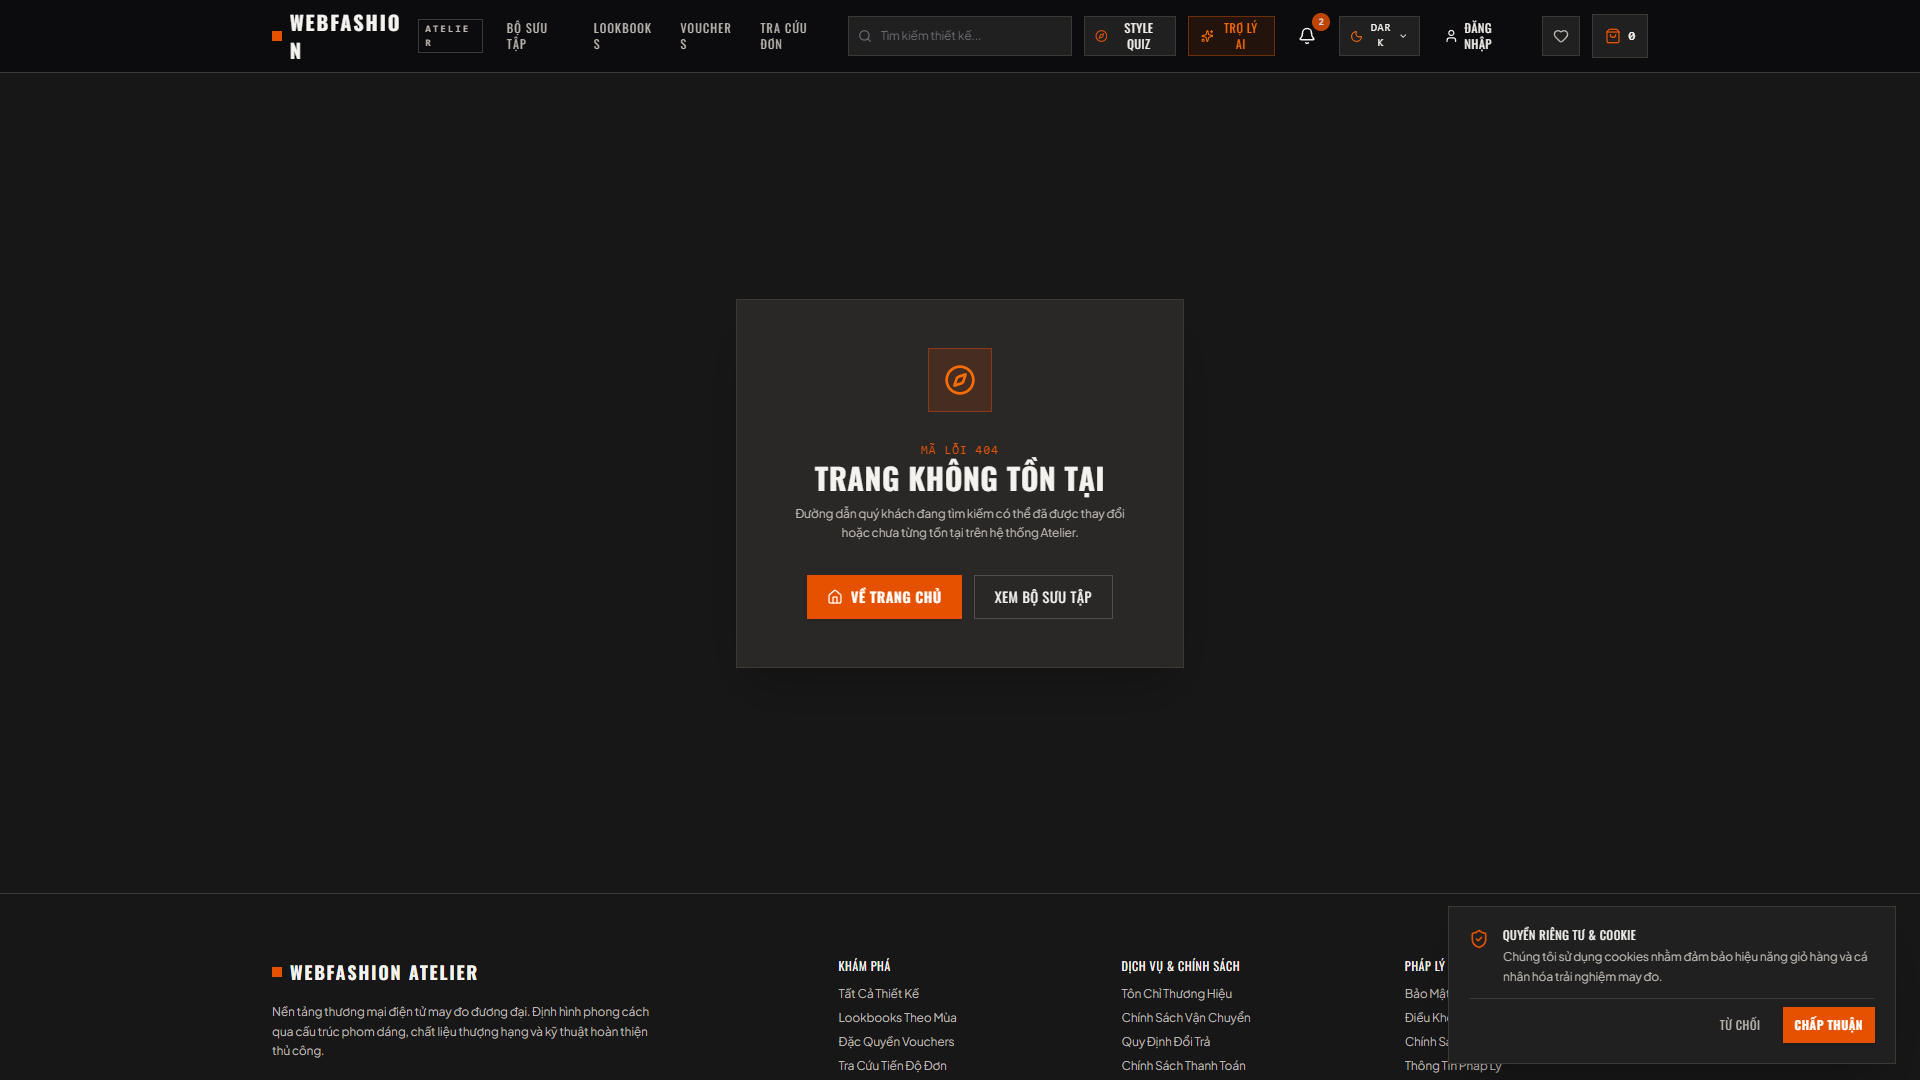 WEBFASHIO
N
ATELIE
R
BỘ SƯU
TẬP
LOOKBOOK
S
VOUCHER
S
TRA CỨU
ĐƠN
Tìm kiếm thiết kế...
STYLE
QUIZ
TRỢ LÝ
AI
2
DAR
K
ĐĂNG
NHẬP
0
MÃ LỖI 404
TRANG KHÔNG TỒN TẠI
Đường dẫn quý khách đang tìm kiếm có thể đã được thay đổi
hoặc chưa từng tồn tại trên hệ thống Atelier.
VỀ TRANG CHỦ
XEM BỘ SƯU TẬP
WEBFASHION ATELIER
Nền tảng thương mại điện tử may đo đương đại. Định hình phong cách
qua cấu trúc phom dáng, chất liệu thượng hạng và kỹ thuật hoàn thiện
thủ công.
KHÁM PHÁ
Tất Cả Thiết Kế
Lookbooks Theo Mùa
Đặc Quyền Vouchers
Tra Cứu Tiến Độ Đơn
DỊCH VỤ & CHÍNH SÁCH
Tôn Chỉ Thương Hiệu
Chính Sách Vận Chuyển
Quy Định Đổi Trả
Chính Sách Thanh Toán
PHÁP LÝ
Bảo Mật
Điều
Chính
Thông Tin Pháp Lý
QUYỀN RIÊNG TƯ & COOKIE
Chúng tôi sử dụng cookies nhằm đảm bảo hiệu năng giỏ hàng và cá
nhân hóa trải nghiệm may đo.
TỪ CHỐI
CHẤP THUẬN